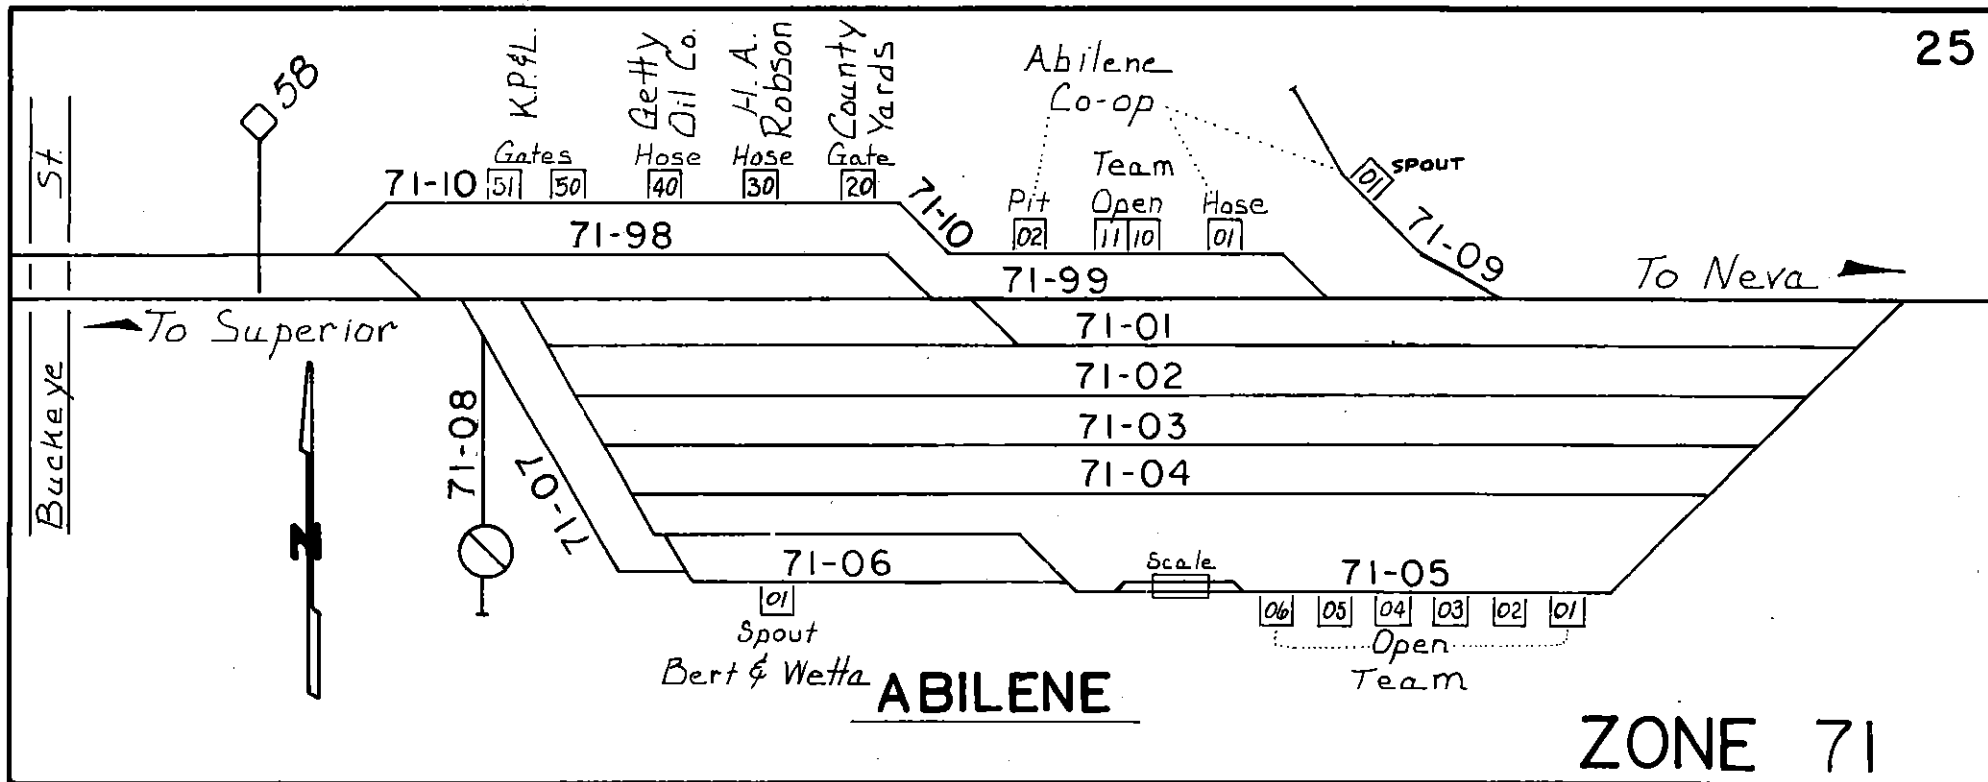 25
58
K.P.&L.
Getty
Oil Co.
H. A.
Robson
County
Yards
Abilene
Co-op
St.
Gates
Hose
Hose
Gate
Team
Open
Pit
Hose
SPOUT
71-10
51
50
40
30
20
71-10
02
11
10
01
01
71-09
71-98
71-99
To Neva
To Superior
71-01
71-02
71-03
71-04
Buckeye
N
71-08
71-07
71-06
Scale
71-05
01
06
05
04
03
02
01
Spout
Bert & Wetta
Open
Team
ABILENE
ZONE 71